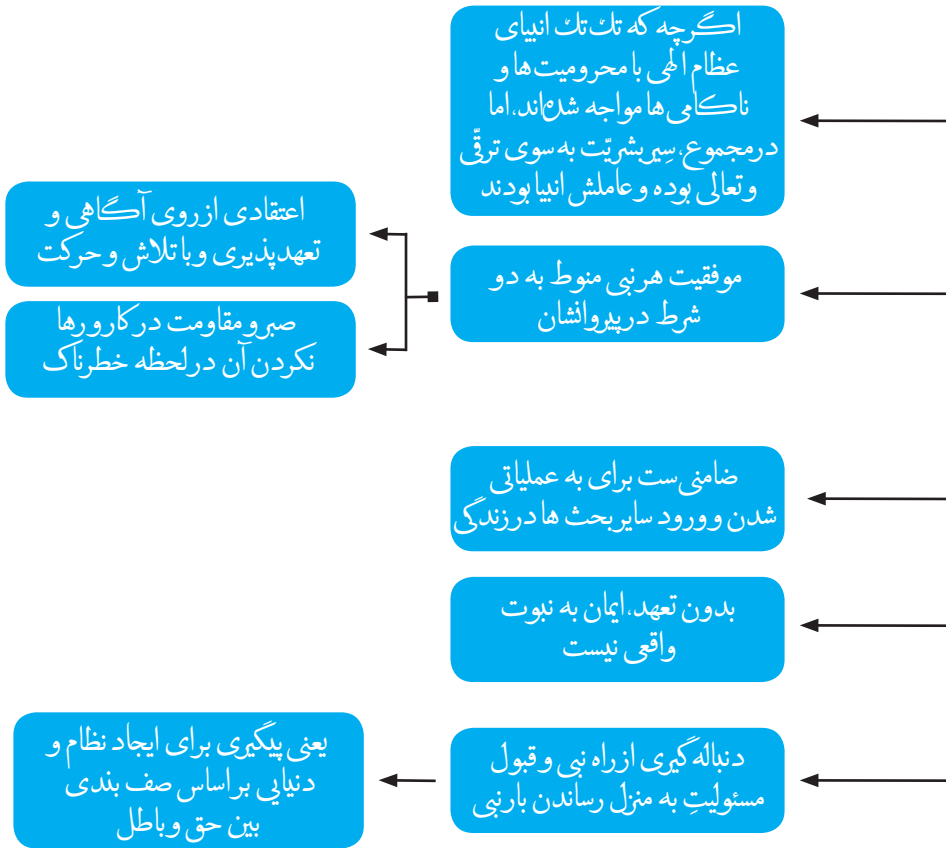 اگرچه که تک تک انبیای
عظام الهی با محرومیت‌ها و
ناکامی‌ها مواجه شده‌اند، اما
درمجموع، سِیر بشریّت به سوی ترقّی
و تعالی بوده و عاملش انبیا بودند
موفقیت هر نبی منوط به دو
شرط در پیروانشان
اعتقادی از روی آگاهی و
تعهدپذیری و با تلاش و حرکت
صبر و مقاومت در کار و رها
نکردن آن در لحظه خطرناک
ضامنی‌ست برای به عملیاتی
شدن و ورود سایر بحث ها در زندگی
بدون تعهد، ایمان به نبوت
واقعی نیست
دنباله‌گیری از راه نبی و قبول
مسئولیتِ به منزل رساندن بار نبی
یعنی پیگیری برای ایجاد نظام و
دنیایی بر اساس صف بندی
بین حق و باطل